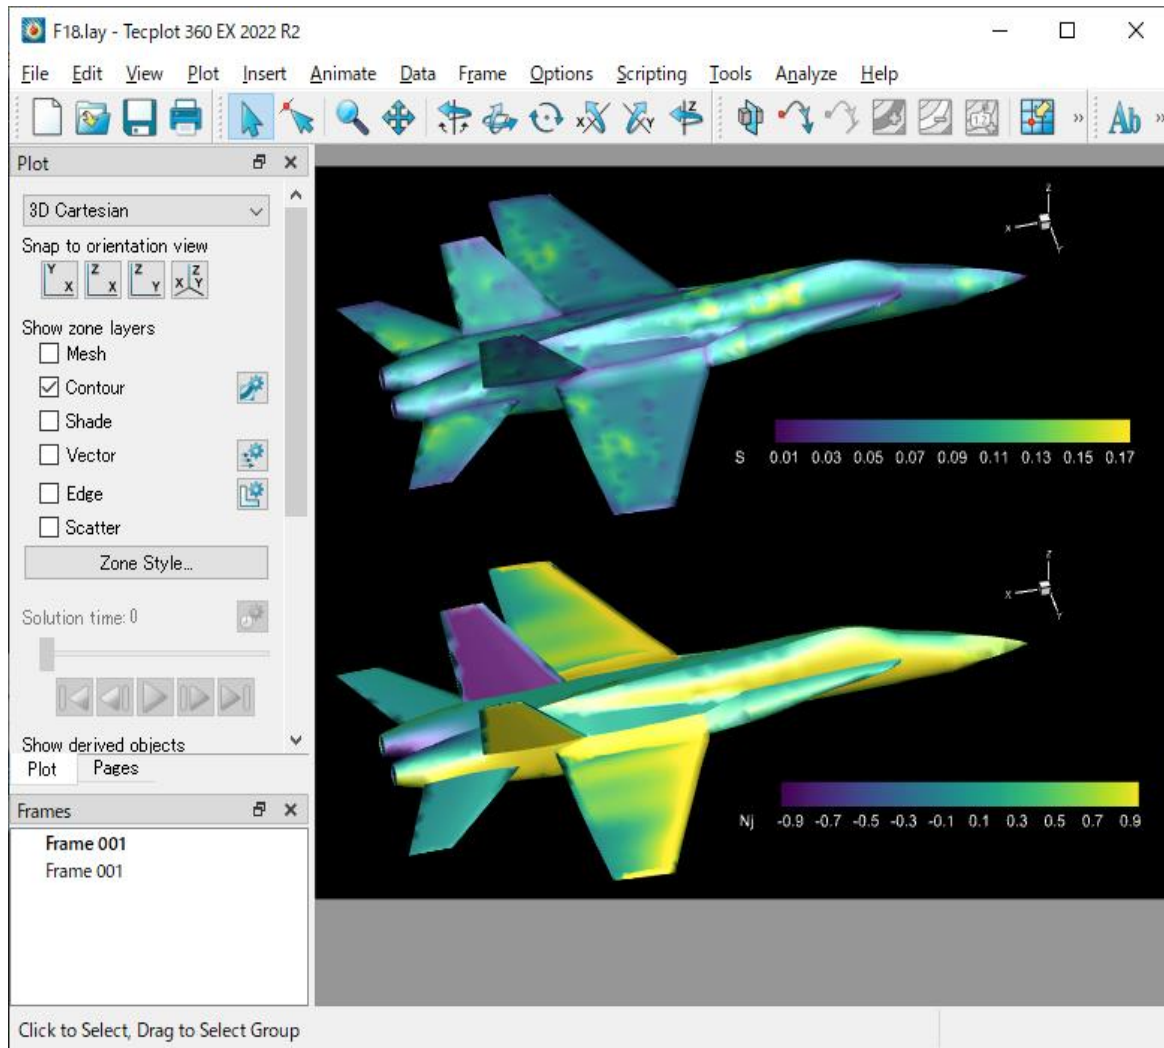 F18.lay - Tecplot 360 EX 2022 R2
File Edit View Plot Insert Animate Data Frame Options Scripting Tools Analyze Help
Ab
Plot
3D Cartesian
Snap to orientation view
Y X Z X Z Y X Z Y
Show zone layers
Mesh
Contour
Shade
Vector
Edge
Scatter
Zone Style...
Solution time: 0
Show derived objects
Plot Pages
Frames
Frame 001
Frame 001
Z
X
Y
S 0.01 0.03 0.05 0.07 0.09 0.11 0.13 0.15 0.17
Z
X
Y
Nj -0.9 -0.7 -0.5 -0.3 -0.1 0.1 0.3 0.5 0.7 0.9
Click to Select, Drag to Select Group